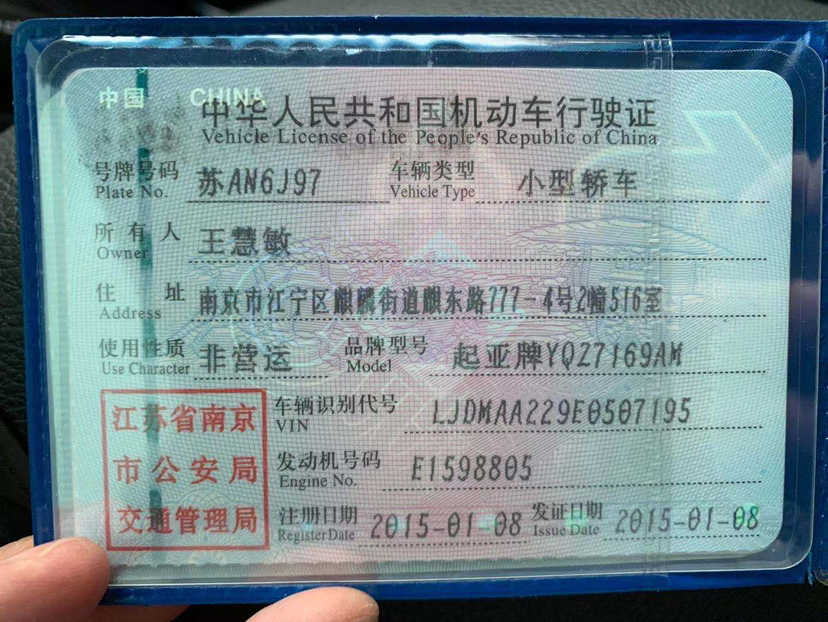 中国 CHINA
中华人民共和国机动车行驶证
Vehicle License of the People's Republic of China
号牌号码 苏AN6J97 车辆类型 小型轿车
Plate No. Vehicle Type
所有人 王慧敏
Owner
住址 南京市江宁区麒麟街道麒东路777-4号2幢516室
Address
使用性质 非营运 品牌型号 起亚牌YQZ7169AM
Use Character Model
江苏省南京
市公安局
交通管理局
车辆识别代号 LJDMAA229E0507195
VIN
发动机号码 E1598805
Engine No.
注册日期 2015-01-08 发证日期 2015-01-08
Register Date Issue Date